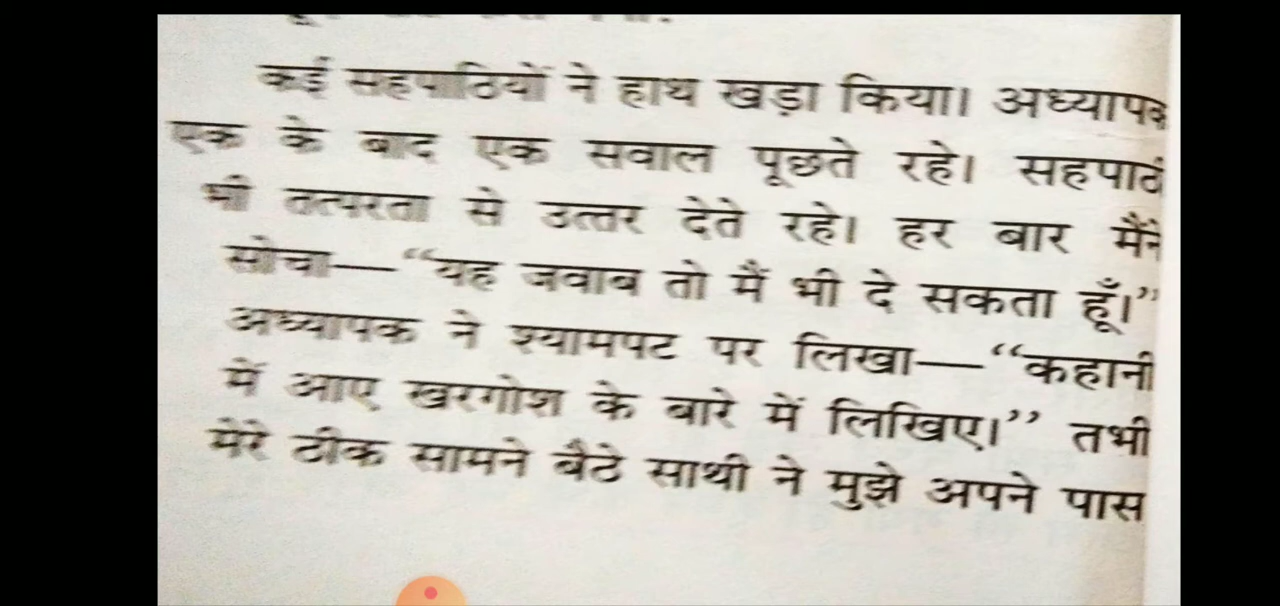 कई सहपाठियों ने हाथ खड़ा किया। अध्यापक
एक के बाद एक सवाल पूछते रहे। सहपाठी
भी तत्परता से उत्तर देते रहे। हर बार मैंने
सोचा—“यह जवाब तो मैं भी दे सकता हूँ।”
अध्यापक ने श्यामपट पर लिखा—“कहानी
में आए खरगोश के बारे में लिखिए।” तभी
मेरे ठीक सामने बैठे साथी ने मुझे अपने पास